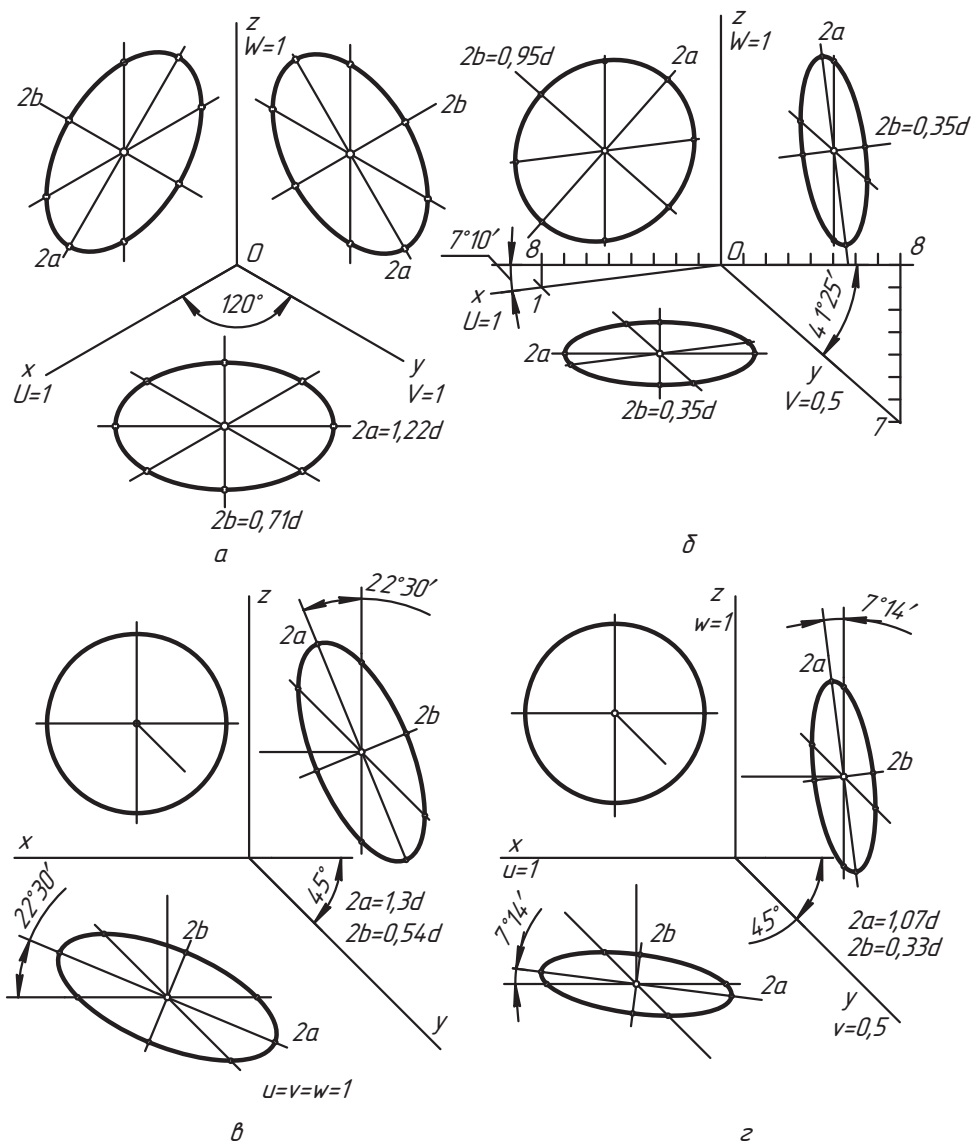 z
W=1
2b
2b
2a
2a
0
120°
x
U=1
y
V=1
2a=1,22d
2b=0,71d
а
z
W=1
2b=0,95d
2a
2a
2b=0,35d
7°10′
8
0
8
x
U=1
1
41°25′
2a
y
V=0,5
2b=0,35d
7
б
z
22°30′
2a
2b
x
22°30′
45°
2a=1,3d
2b=0,54d
2b
2a
y
u=v=w=1
в
z
w=1
7°14′
2a
2b
x
u=1
7°14′
45°
2a=1,07d
2b=0,33d
2b
2a
y
v=0,5
г